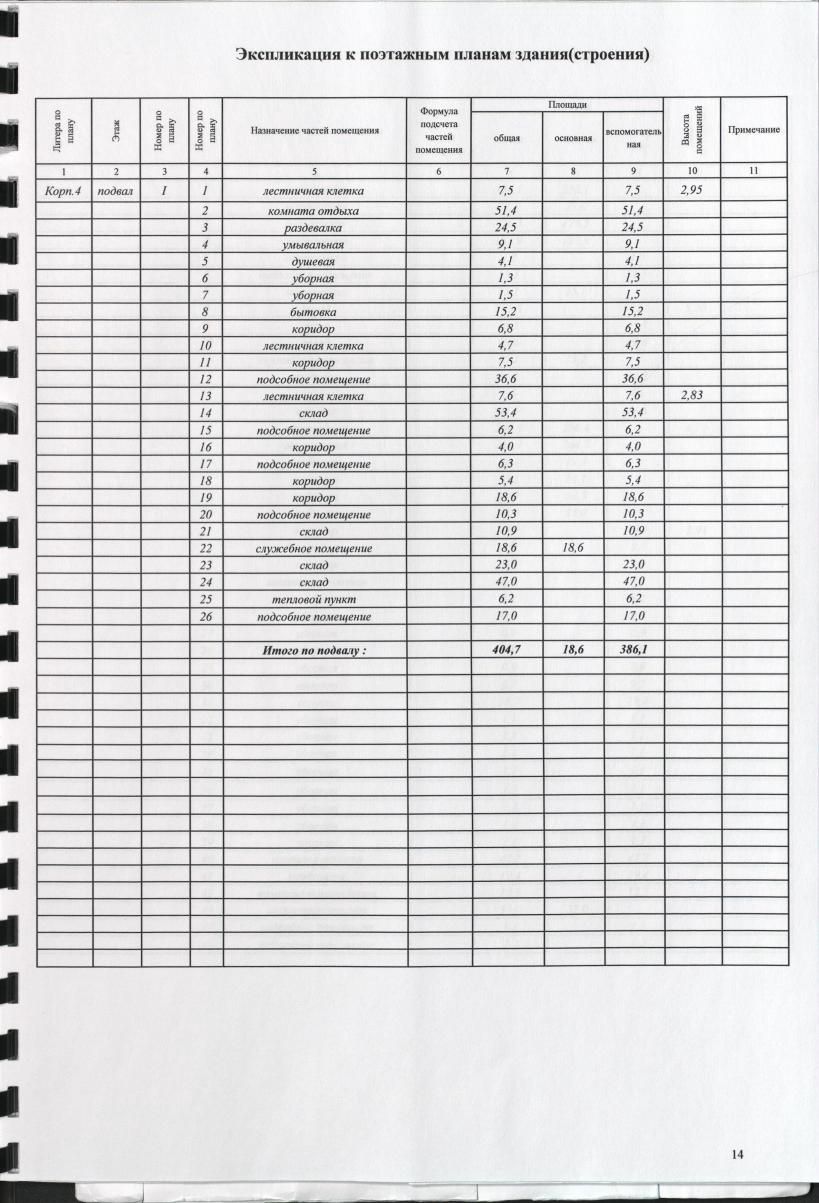 Экспликация к поэтажным планам здания(строения)
Литера по плану Этаж Номер по плану Номер по плану Назначение частей помещения Формула подсчета частей помещения Площади Высота помещений Примечание
общая основная вспомогательная
1 2 3 4 5 6 7 8 9 10 11
Корп.4 подвал I 1 лестничная клетка 7,5 7,5 2,95
2 комната отдыха 51,4 51,4
3 раздевалка 24,5 24,5
4 умывальная 9,1 9,1
5 душевая 4,1 4,1
6 уборная 1,3 1,3
7 уборная 1,5 1,5
8 бытовка 15,2 15,2
9 коридор 6,8 6,8
10 лестничная клетка 4,7 4,7
11 коридор 7,5 7,5
12 подсобное помещение 36,6 36,6
13 лестничная клетка 7,6 7,6 2,83
14 склад 53,4 53,4
15 подсобное помещение 6,2 6,2
16 коридор 4,0 4,0
17 подсобное помещение 6,3 6,3
18 коридор 5,4 5,4
19 коридор 18,6 18,6
20 подсобное помещение 10,3 10,3
21 склад 10,9 10,9
22 служебное помещение 18,6 18,6
23 склад 23,0 23,0
24 склад 47,0 47,0
25 тепловой пункт 6,2 6,2
26 подсобное помещение 17,0 17,0
Итого по подвалу : 404,7 18,6 386,1
14